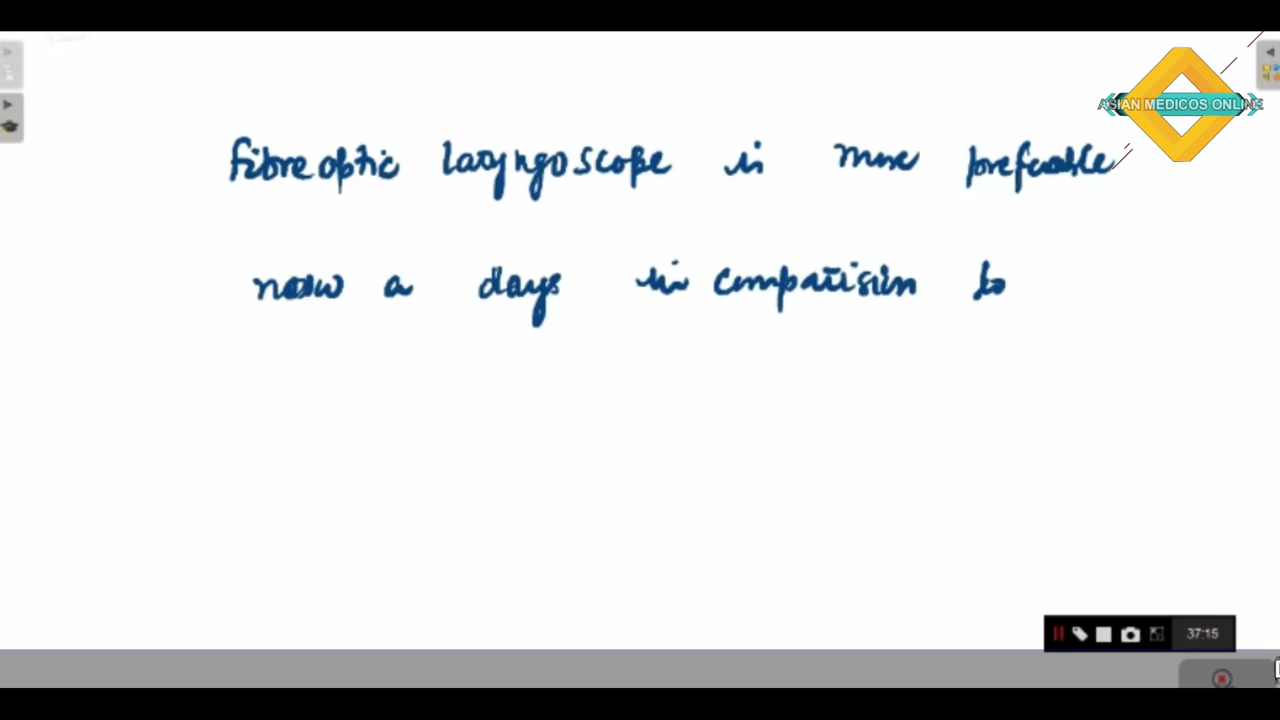 ASIAN MEDICOS ONLINE
fibreoptic laryngoscope is more preferable
now a days in comparision to
37:15